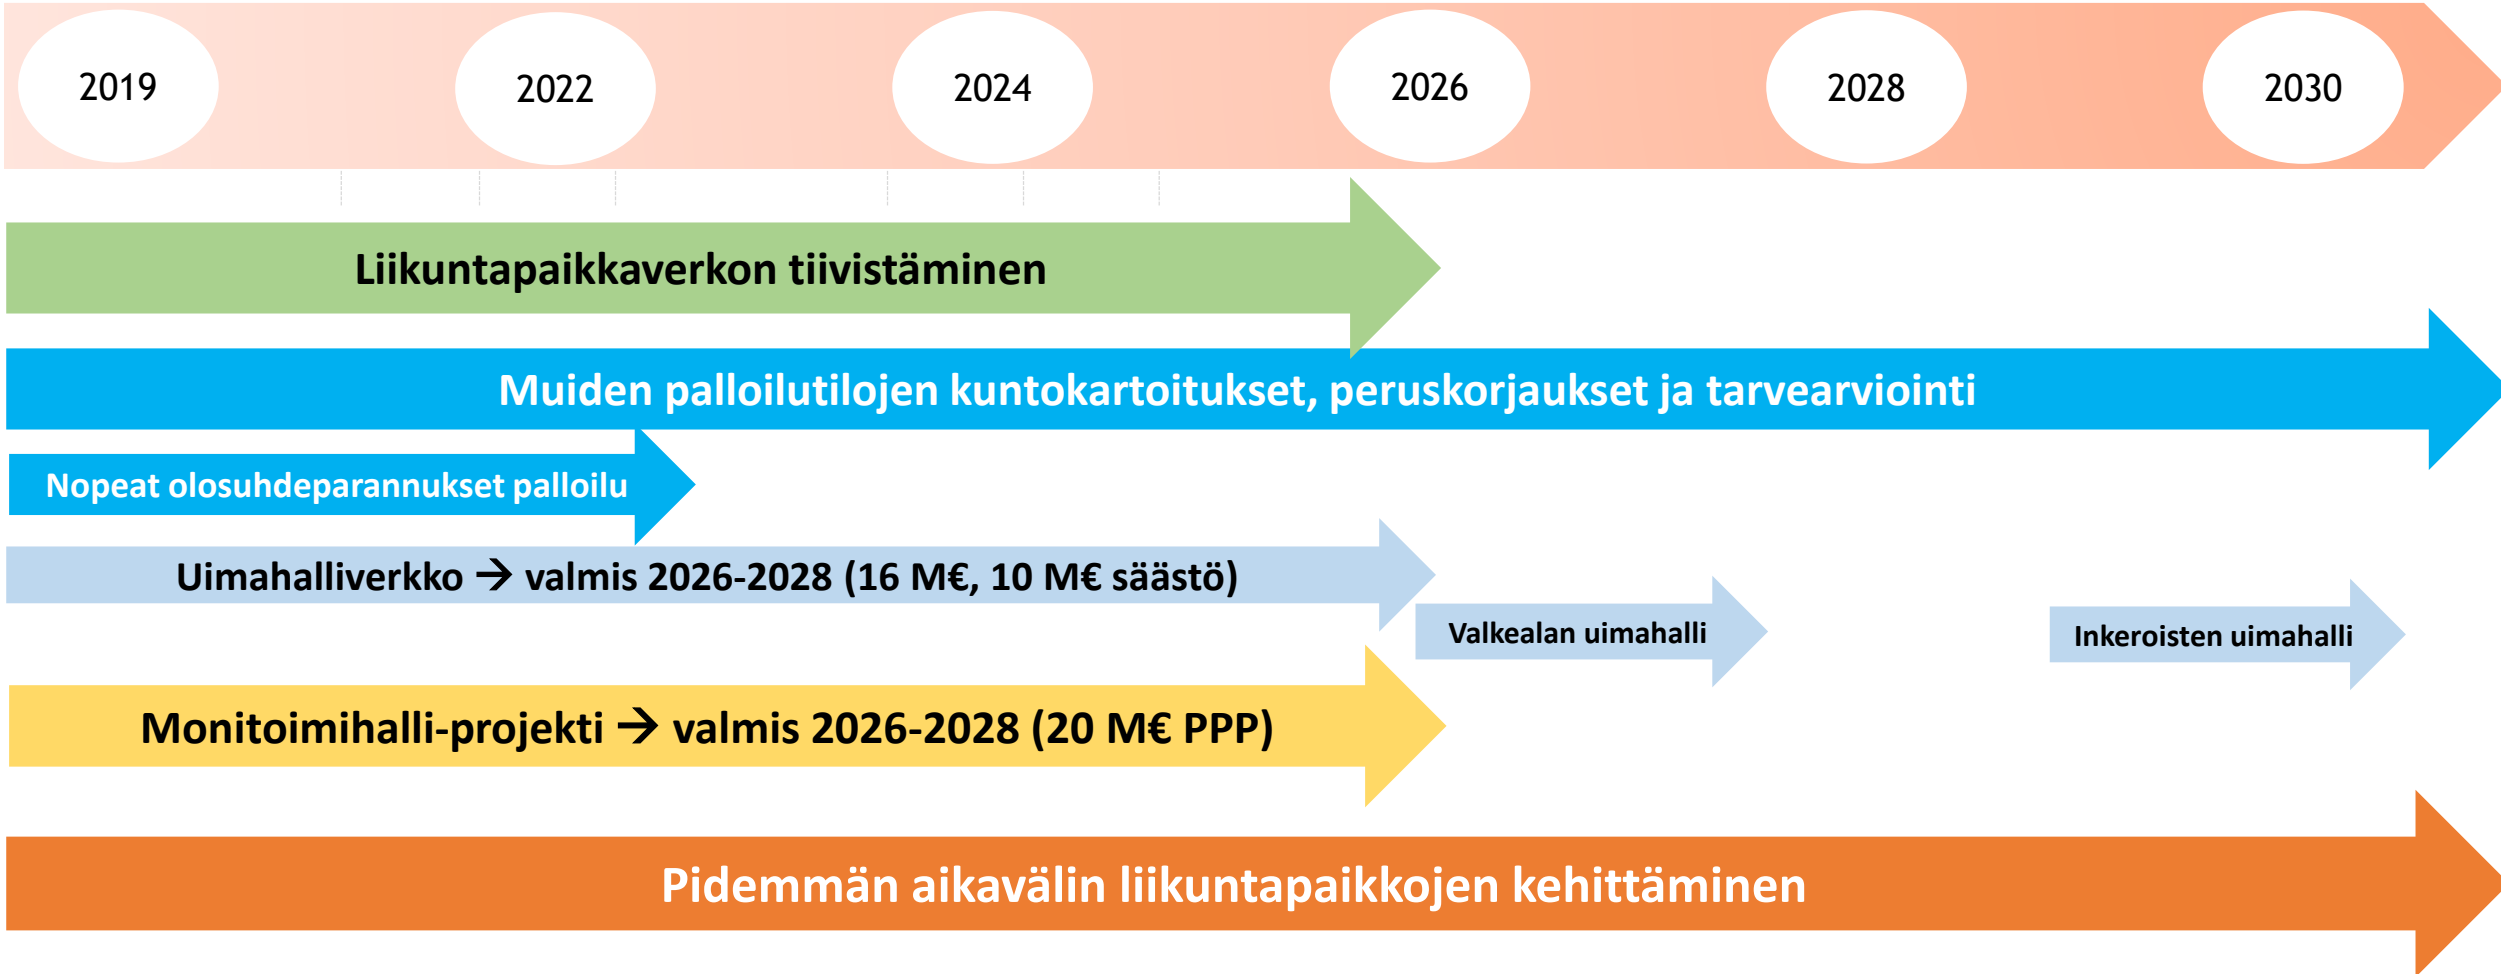 2019
2022
2024
2026
2028
2030
Liikuntapaikkaverkon tiivistäminen
Muiden palloilutilojen kuntokartoitukset, peruskorjaukset ja tarvearviointi
Nopeat olosuhdeparannukset palloilu
Uimahalliverkko → valmis 2026-2028 (16 M€, 10 M€ säästö)
Valkealan uimahalli
Inkeroisten uimahalli
Monitoimihalli-projekti → valmis 2026-2028 (20 M€ PPP)
Pidemmän aikavälin liikuntapaikkojen kehittäminen